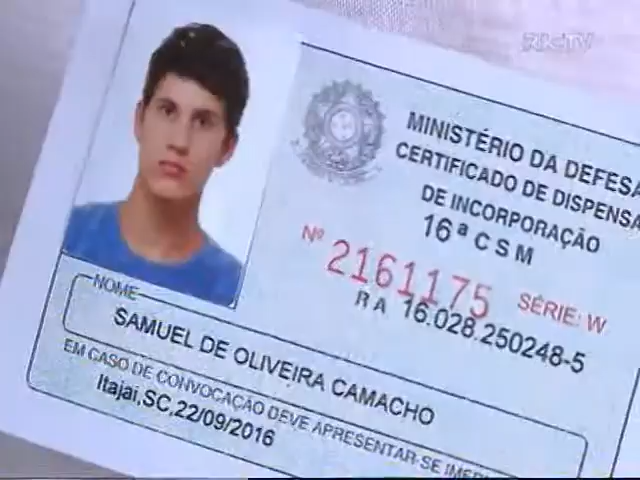 RICTV
MINISTÉRIO DA DEFESA
CERTIFICADO DE DISPENSA
DE INCORPORAÇÃO
16ª CSM
Nº 2161175 SÉRIE: W
RA 16.028.250248-5
NOME
SAMUEL DE OLIVEIRA CAMACHO
EM CASO DE CONVOCAÇÃO DEVE APRESENTAR-SE
Itajaí,SC,22/09/2016